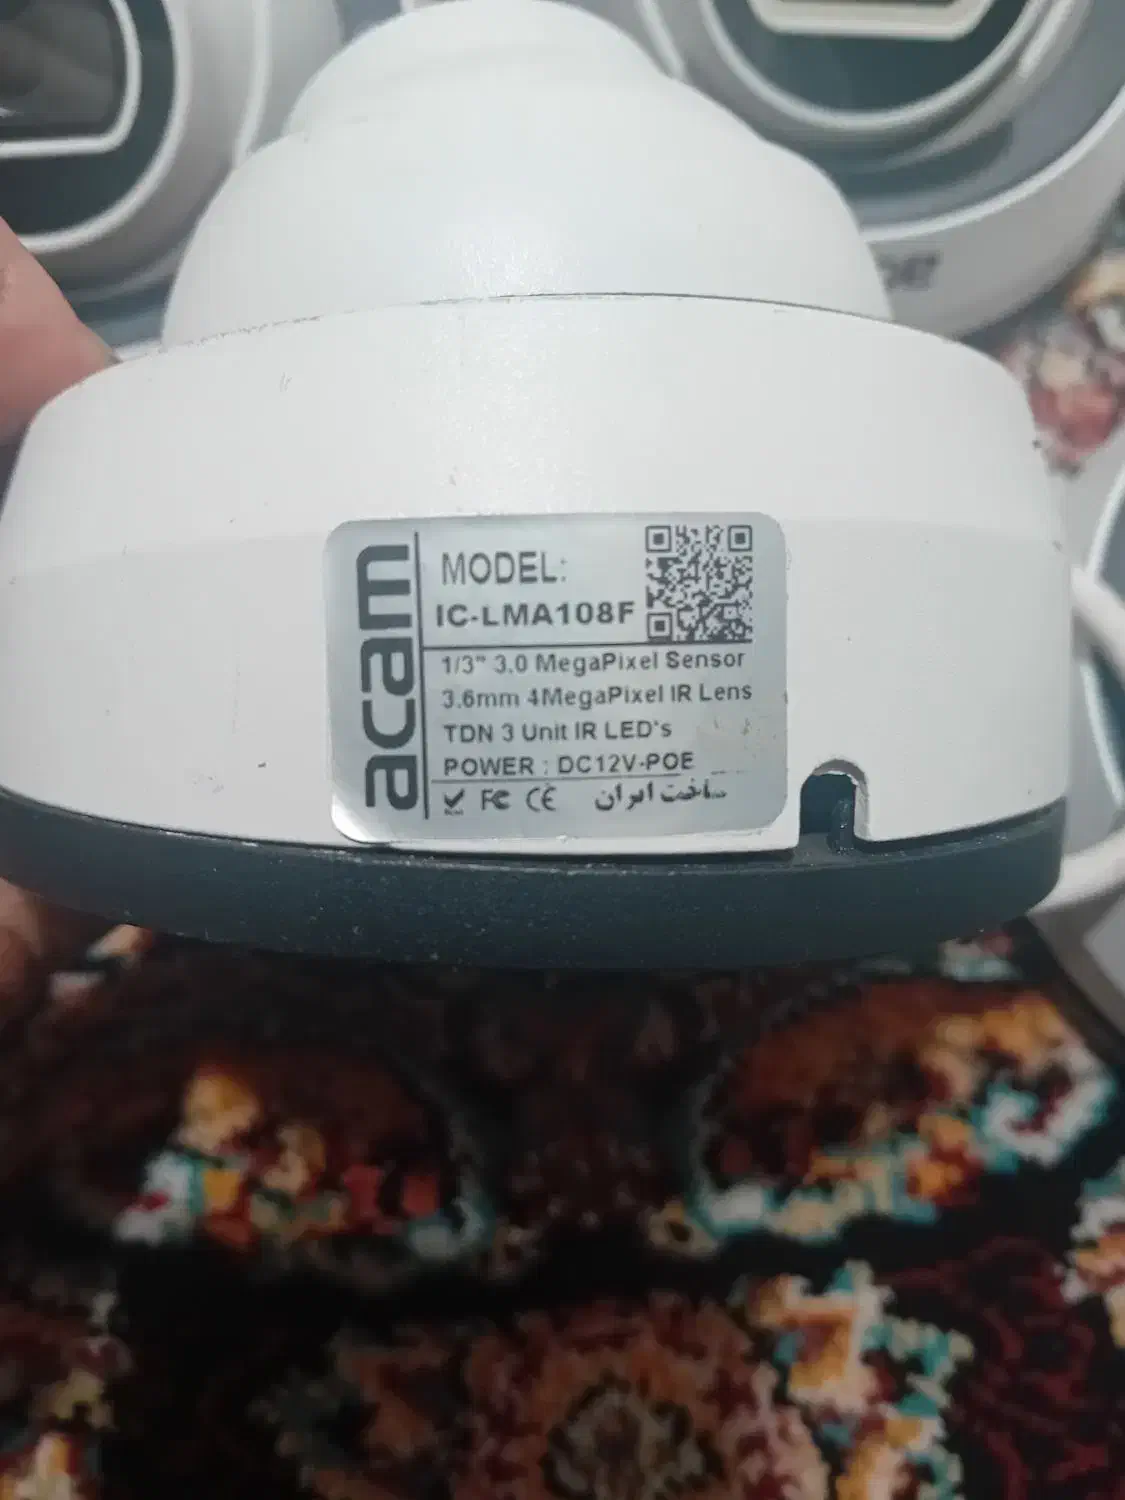 acam
MODEL:
IC-LMA108F
1/3" 3.0 MegaPixel Sensor
3.6mm 4MegaPixel IR Lens
TDN 3 Unit IR LED's
POWER : DC12V-POE
FC CE ساخت ایران